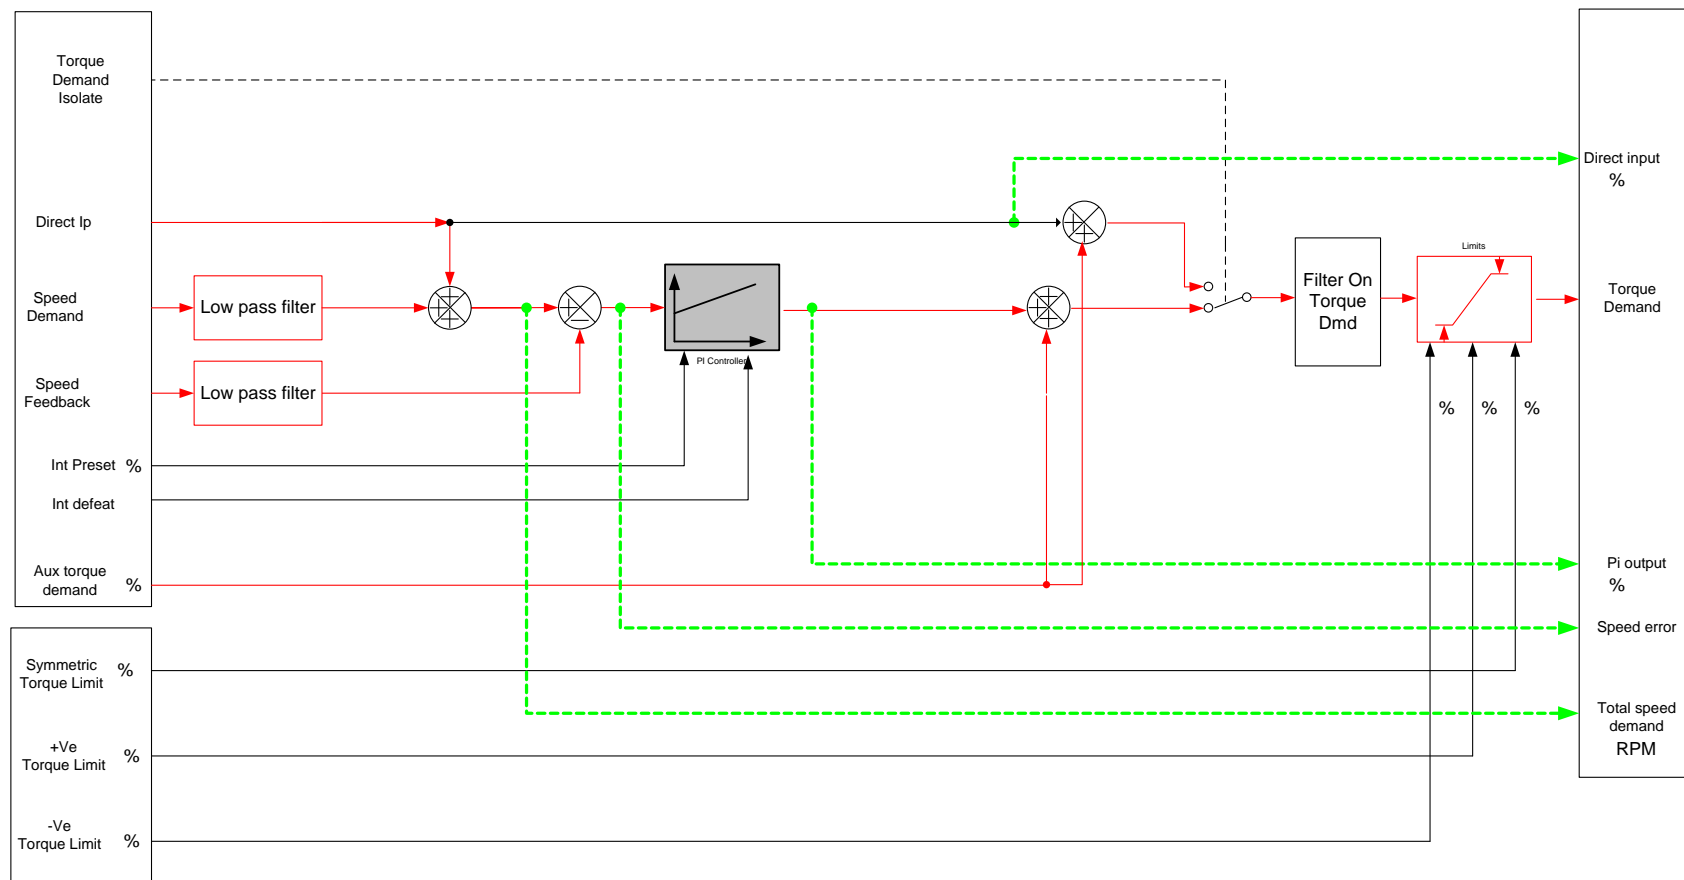 Torque
Demand
Isolate
Direct Ip
Speed
Demand
Speed
Feedback
Int Preset %
Int defeat
Aux torque
demand %
Symmetric
Torque Limit %
+Ve
Torque Limit %
-Ve
Torque Limit %
Low pass filter
Low pass filter
PI Controller
Filter On
Torque
Dmd
Limits
% % %
Direct input
%
Torque
Demand
Pi output
%
Speed error
Total speed
demand
RPM